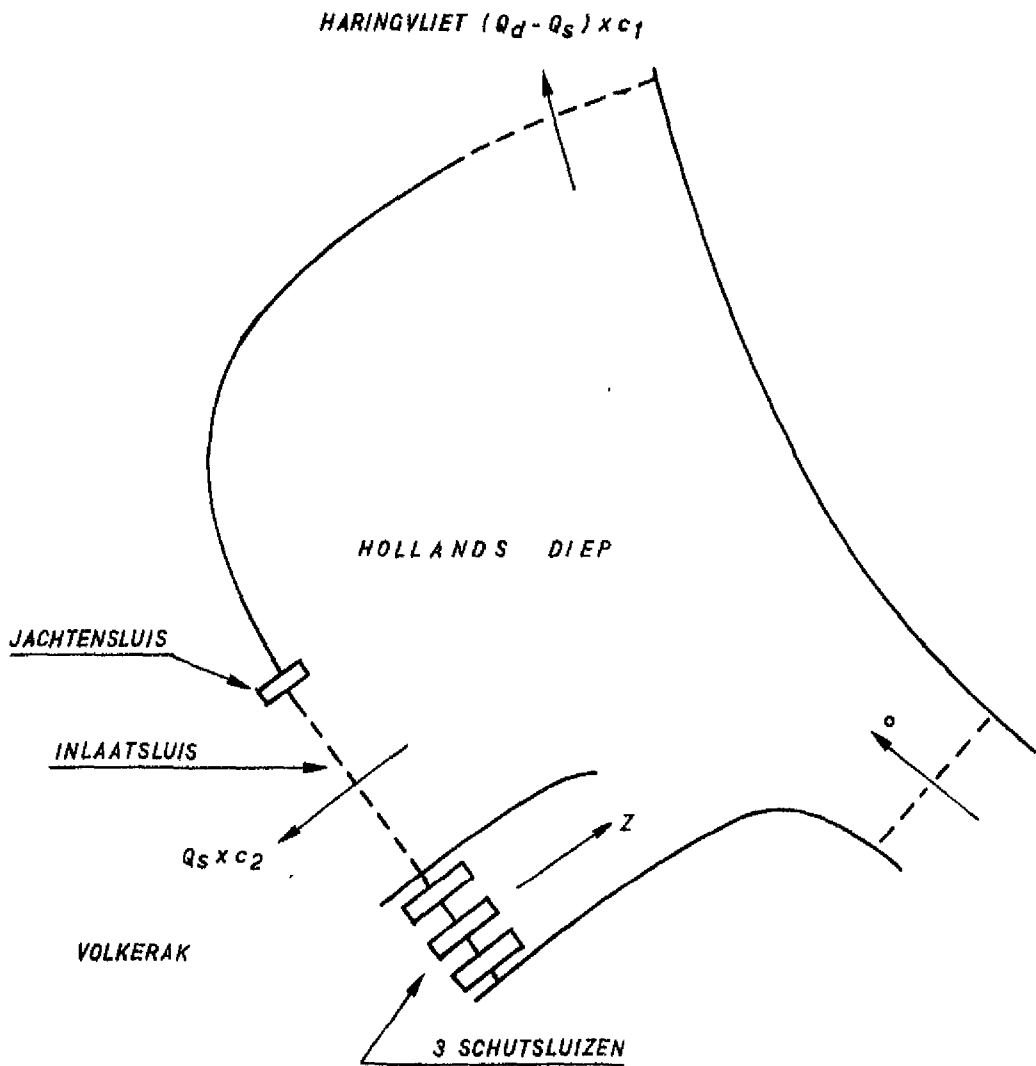 HARINGVLIET (Qd - Qs) x c1
HOLLANDS DIEP
JACHTENSLUIS
INLAATSLUIS
o
Z
Qs x c2
VOLKERAK
3 SCHUTSLUIZEN